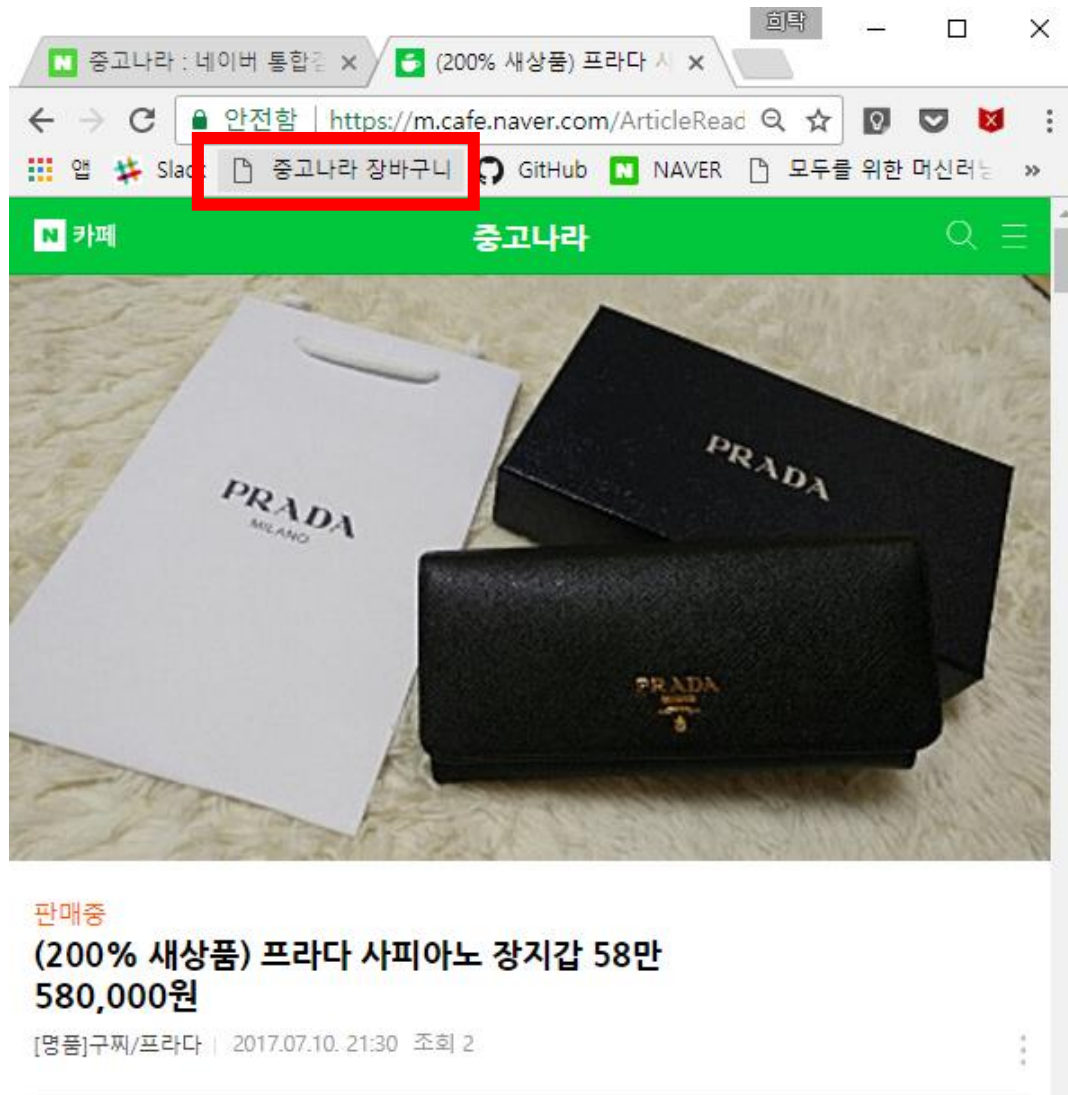 희탁
중고나라 : 네이버 통합검
(200% 새상품) 프라다 사
안전함 | https://m.cafe.naver.com/ArticleRead
앱 Slack 중고나라 장바구니 GitHub NAVER 모두를 위한 머신러닝 »
N 카페 중고나라
PRADA
MILANO
PRADA
PRADA
판매중
(200% 새상품) 프라다 사피아노 장지갑 58만
580,000원
[명품]구찌/프라다 | 2017.07.10. 21:30 조회 2